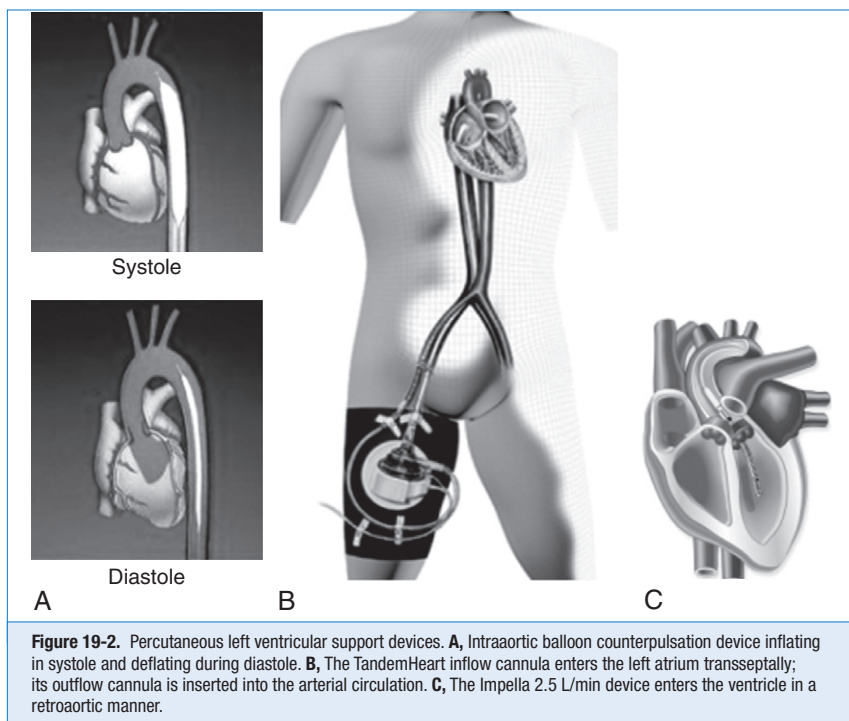 Systole
Diastole
A
B
C
Figure 19-2. Percutaneous left ventricular support devices. A, Intraaortic balloon counterpulsation device inflating
in systole and deflating during diastole. B, The TandemHeart inflow cannula enters the left atrium transseptally;
its outflow cannula is inserted into the arterial circulation. C, The Impella 2.5 L/min device enters the ventricle in a
retroaortic manner.